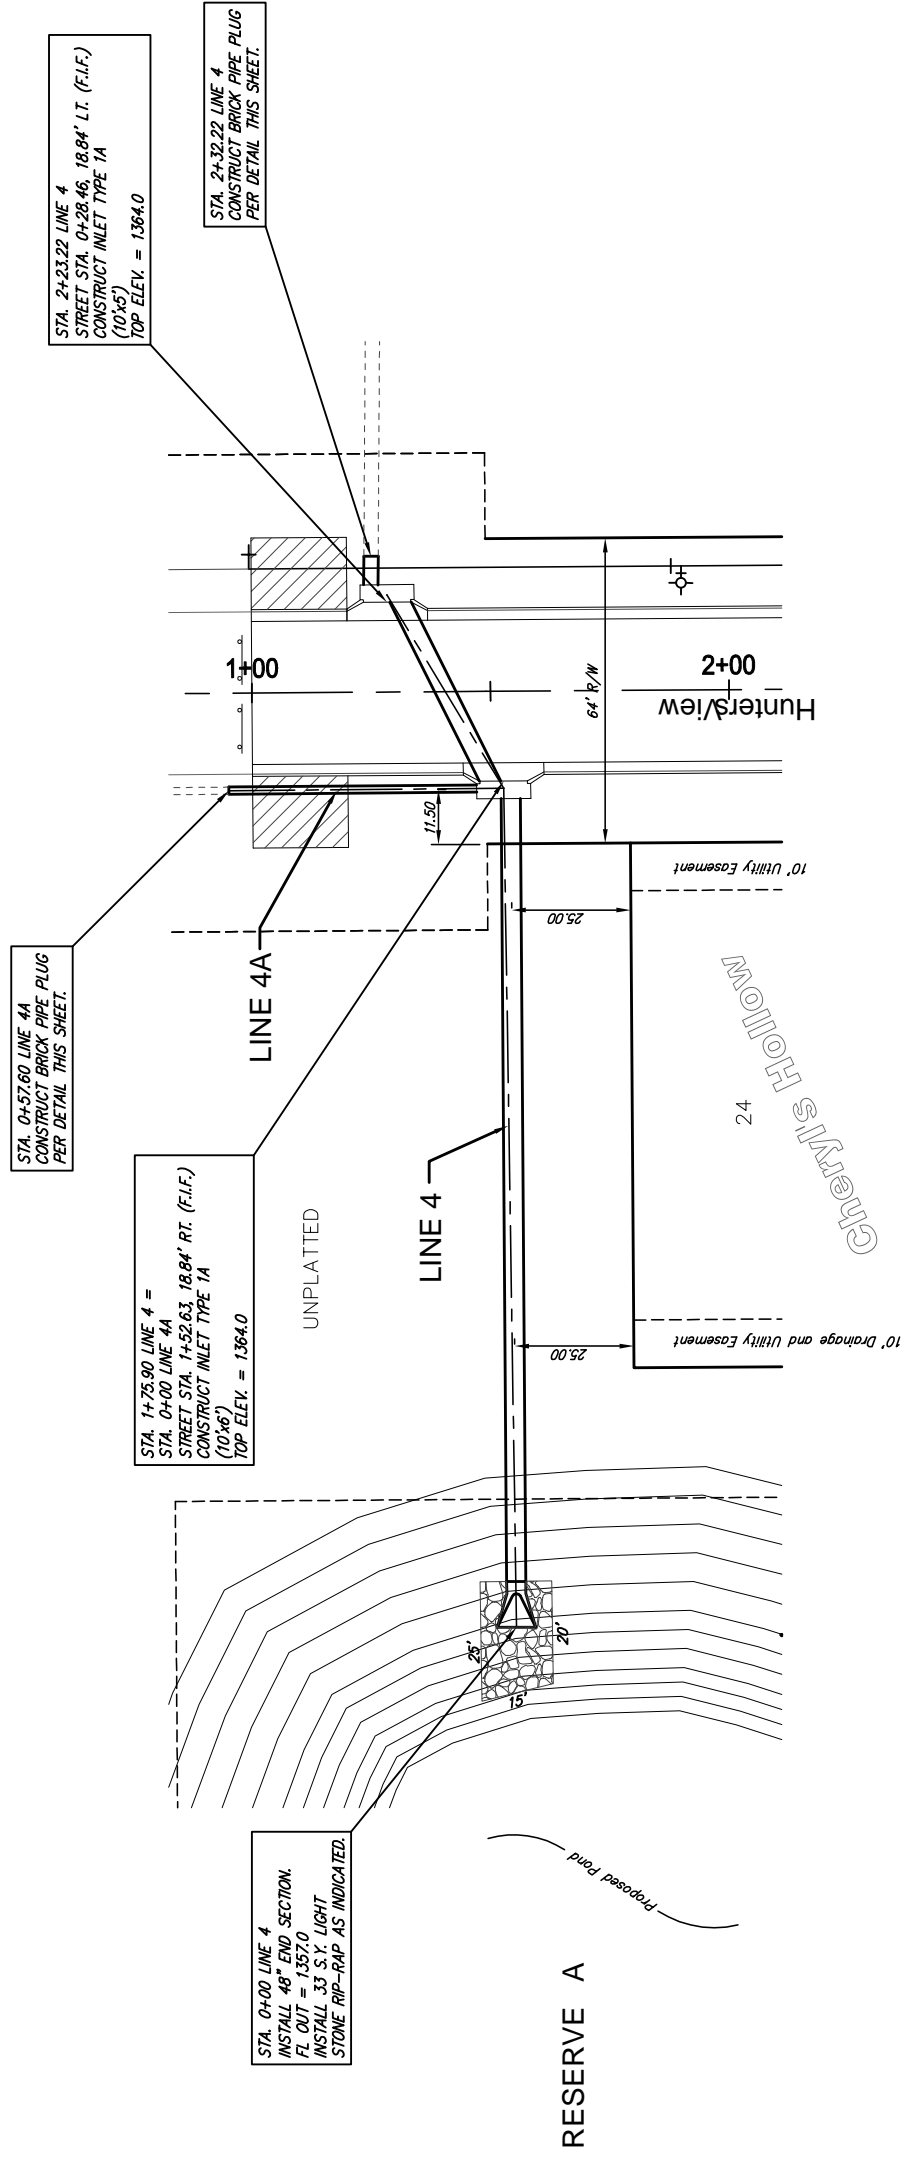 STA. 2+23.22 LINE 4
STREET STA. 0+28.46, 18.84' LT. (F.I.F.)
CONSTRUCT INLET TYPE 1A
(10'x5')
TOP ELEV. = 1364.0
STA. 2+32.22 LINE 4
CONSTRUCT BRICK PIPE PLUG
PER DETAIL THIS SHEET.
1+00
2+00
HuntersView
64' R/W
STA. 0+57.60 LINE 4A
CONSTRUCT BRICK PIPE PLUG
PER DETAIL THIS SHEET.
LINE 4A
11.50
10' Utility Easement
25.00
STA. 1+75.90 LINE 4 =
STA. 0+00 LINE 4A
STREET STA. 1+52.63, 18.84' RT. (F.I.F.)
CONSTRUCT INLET TYPE 1A
(10'x6')
TOP ELEV. = 1364.0
UNPLATTED
LINE 4
24
Cheryl's Hollow
25.00
10' Drainage and Utility Easement
25'
20'
15'
STA. 0+00 LINE 4
INSTALL 48" END SECTION.
FL OUT = 1357.0
INSTALL 33 S.Y. LIGHT
STONE RIP-RAP AS INDICATED.
Proposed Pond
RESERVE A